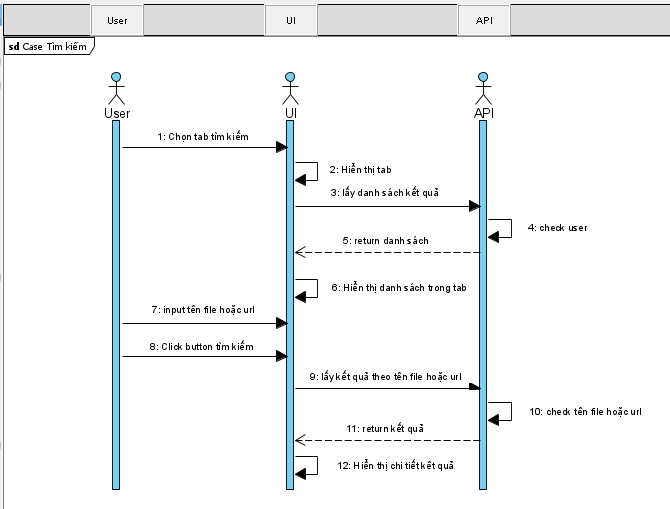 User
UI
API
sd Case Tìm kiếm
User
UI
API
1: Chọn tab tìm kiếm
2: Hiển thị tab
3: lấy danh sách kết quả
4: check user
5: return danh sách
6: Hiển thị danh sách trong tab
7: input tên file hoặc url
8: Click button tìm kiếm
9: lấy kết quả theo tên file hoặc url
10: check tên file hoặc url
11: return kết quả
12: Hiển thị chi tiết kết quả